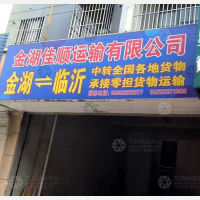 金湖佳顺运输有限公司
金湖⇌临沂
中转全国各地货物
承接零担货物运输